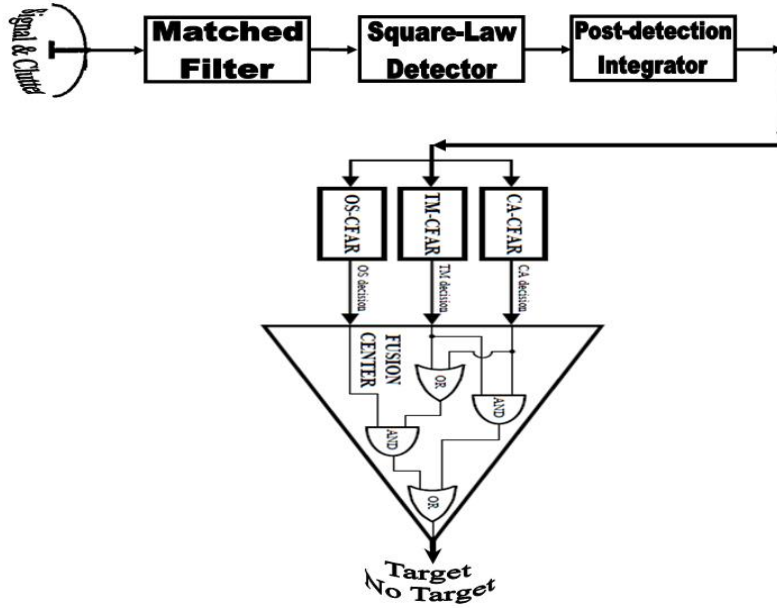 Signal & Clutter
Matched
Filter
Square-Law
Detector
Post-detection
Integrator
OS-CFAR
TM-CFAR
CA-CFAR
OS decision
TM decision
CA decision
FUSION
CENTER
OR
AND
AND
OR
Target
No Target